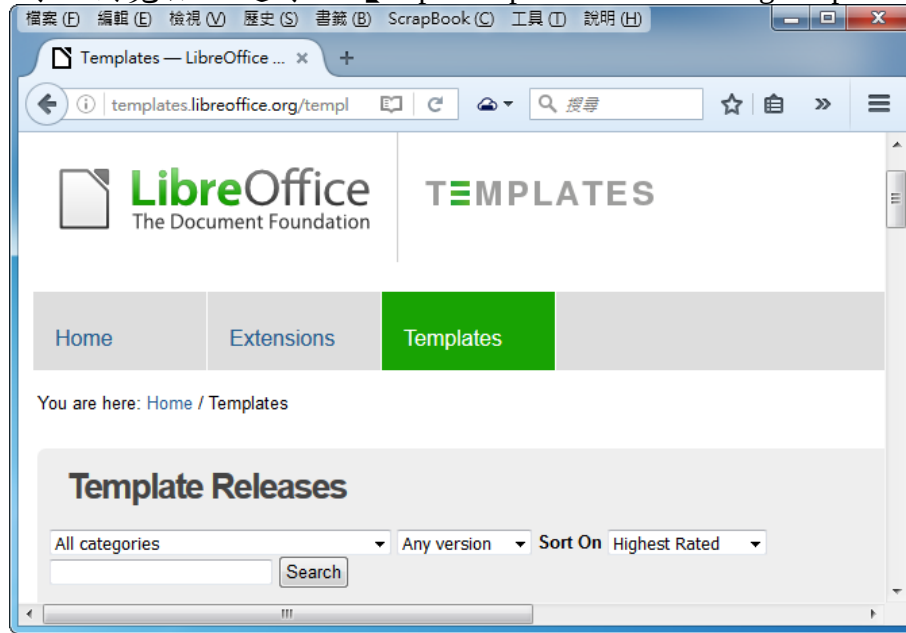 檔案(F) 編輯(E) 檢視(V) 歷史(S) 書籤(B) ScrapBook(C) 工具(T) 說明(H)
Templates — LibreOffice ...
templates.libreoffice.org/templ 搜尋
LibreOffice
The Document Foundation
TEMPLATES
Home Extensions Templates
You are here: Home / Templates
Template Releases
All categories Any version Sort On Highest Rated
Search